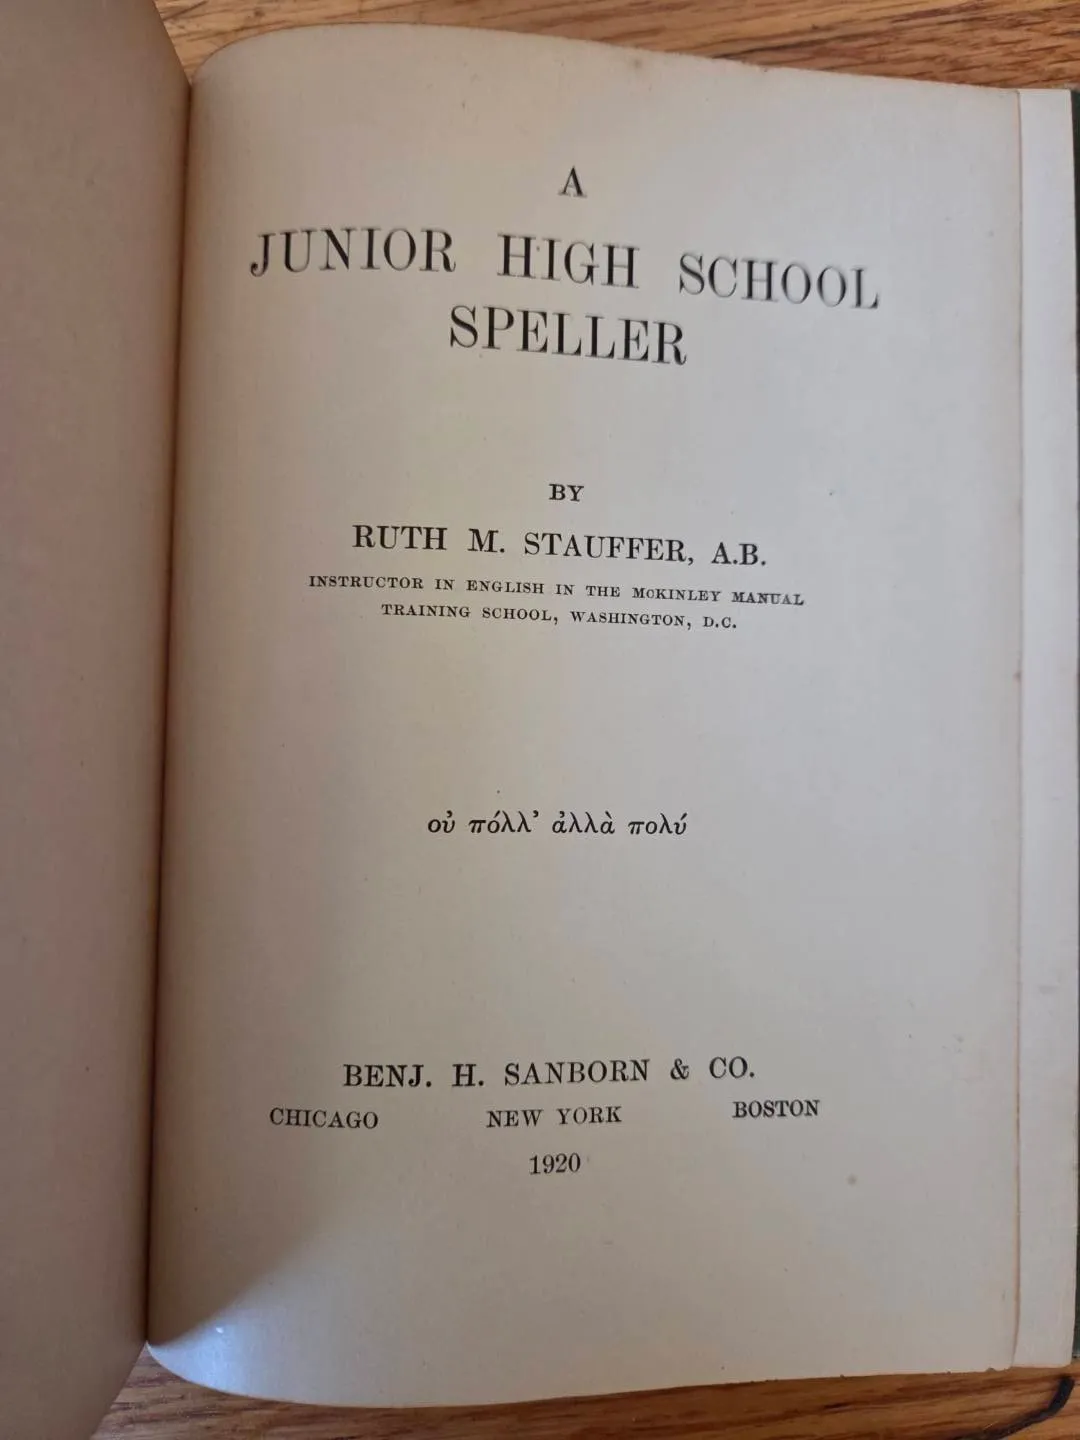 A
JUNIOR HIGH SCHOOL
SPELLER
BY
RUTH M. STAUFFER, A.B.
INSTRUCTOR IN ENGLISH IN THE McKINLEY MANUAL
TRAINING SCHOOL, WASHINGTON, D.C.
οὐ πόλλ’ ἀλλὰ πολύ
BENJ. H. SANBORN & CO.
CHICAGO NEW YORK BOSTON
1920